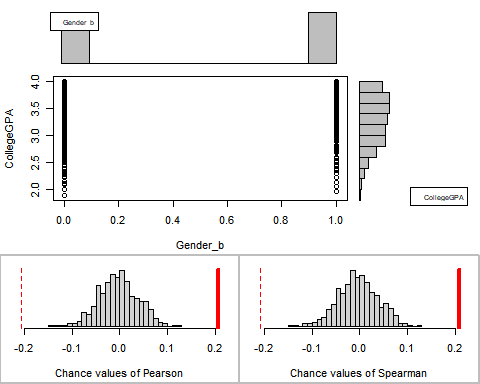 Gender_b
4.0
3.5
3.0
2.5
2.0
CollegeGPA
0.0 0.2 0.4 0.6 0.8 1.0
Gender_b
CollegeGPA
-0.2 -0.1 0.0 0.1 0.2
Chance values of Pearson
-0.2 -0.1 0.0 0.1 0.2
Chance values of Spearman